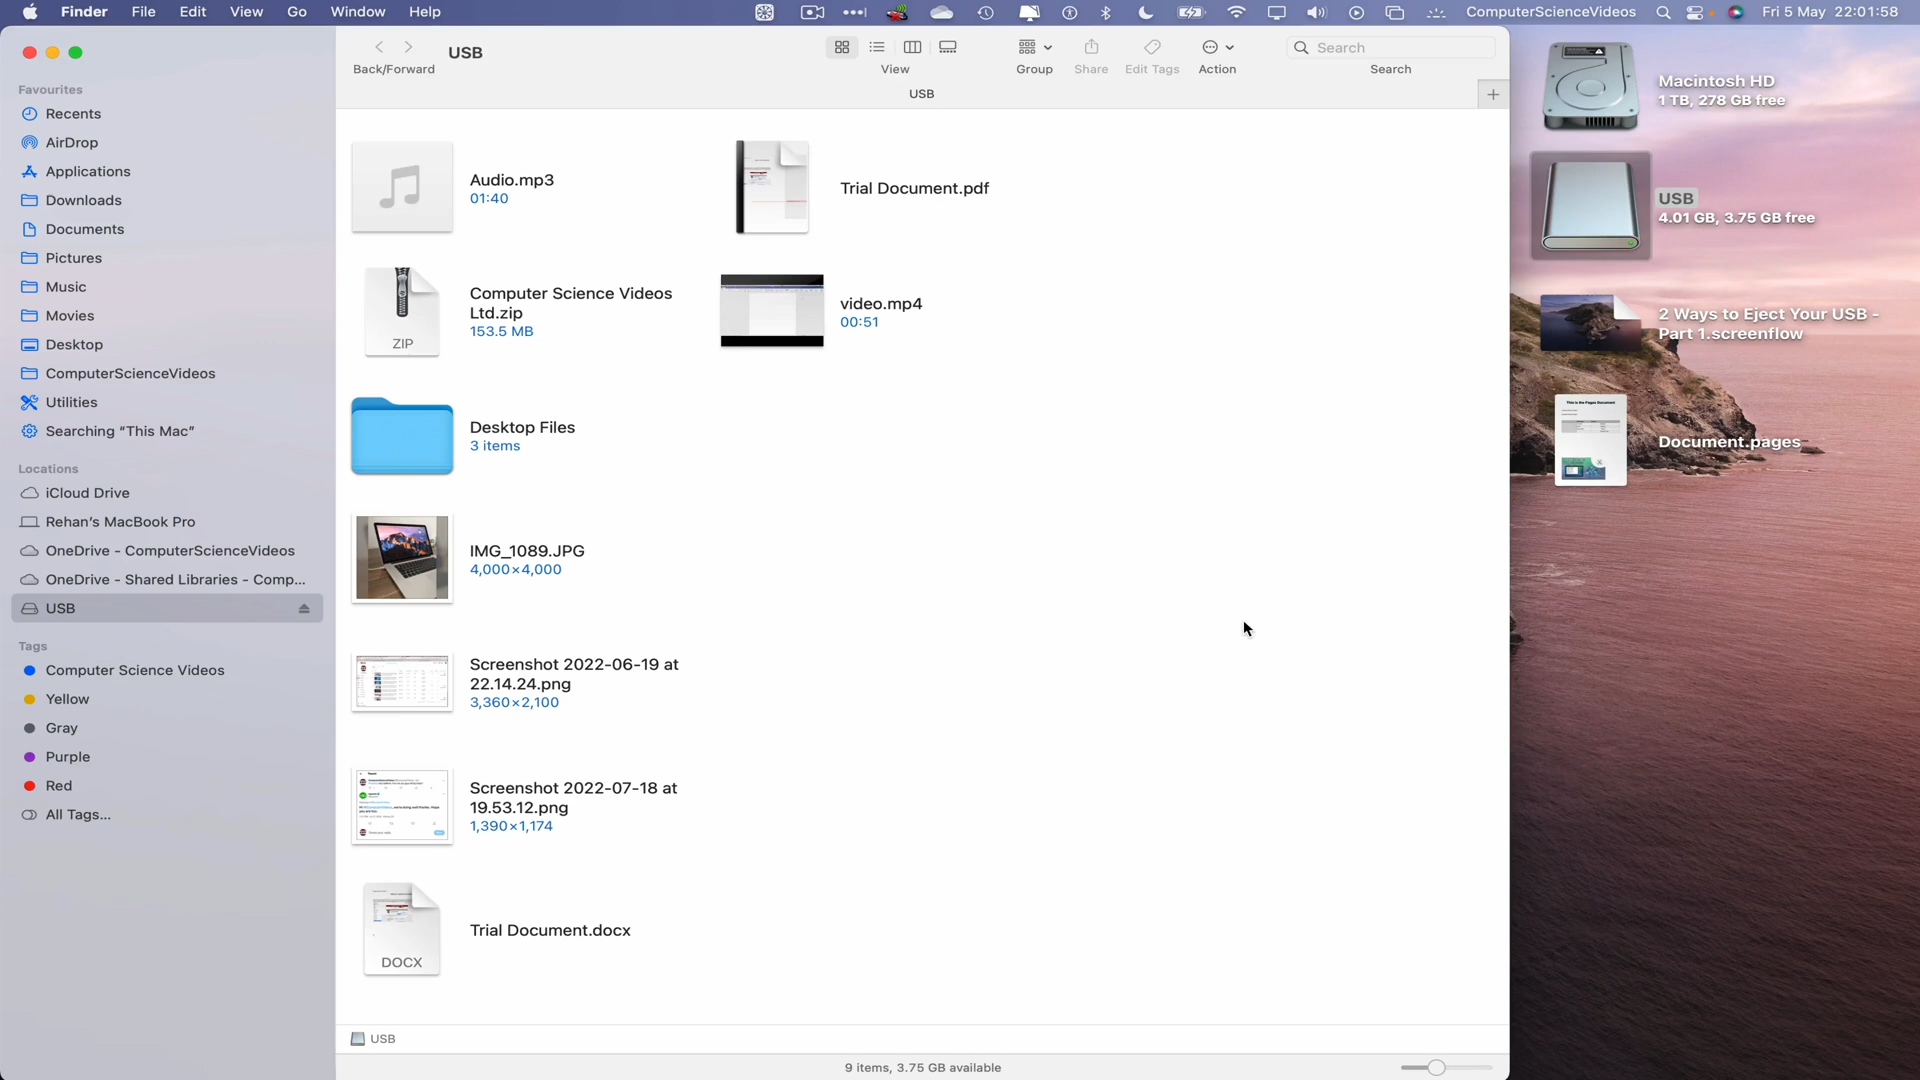 Finder File Edit View Go Window Help ComputerScienceVideos Fri 5 May 22:01:58
USB
Back/Forward View Group Share Edit Tags Action Search
Search
USB
Favourites
Recents
AirDrop
Applications
Downloads
Documents
Pictures
Music
Movies
Desktop
ComputerScienceVideos
Utilities
Searching “This Mac”
Locations
iCloud Drive
Rehan’s MacBook Pro
OneDrive - ComputerScienceVideos
OneDrive - Shared Libraries - Comp...
USB
Tags
Computer Science Videos
Yellow
Gray
Purple
Red
All Tags...
Audio.mp3
01:40
ZIP
Computer Science Videos
Ltd.zip
153.5 MB
Desktop Files
3 items
IMG_1089.JPG
4,000×4,000
Screenshot 2022-06-19 at
22.14.24.png
3,360×2,100
Screenshot 2022-07-18 at
19.53.12.png
1,390×1,174
DOCX
Trial Document.docx
Trial Document.pdf
video.mp4
00:51
USB
9 items, 3.75 GB available
Macintosh HD
1 TB, 278 GB free
USB
4.01 GB, 3.75 GB free
2 Ways to Eject Your USB -
Part 1.screenflow
This is the Pages Document
Document.pages